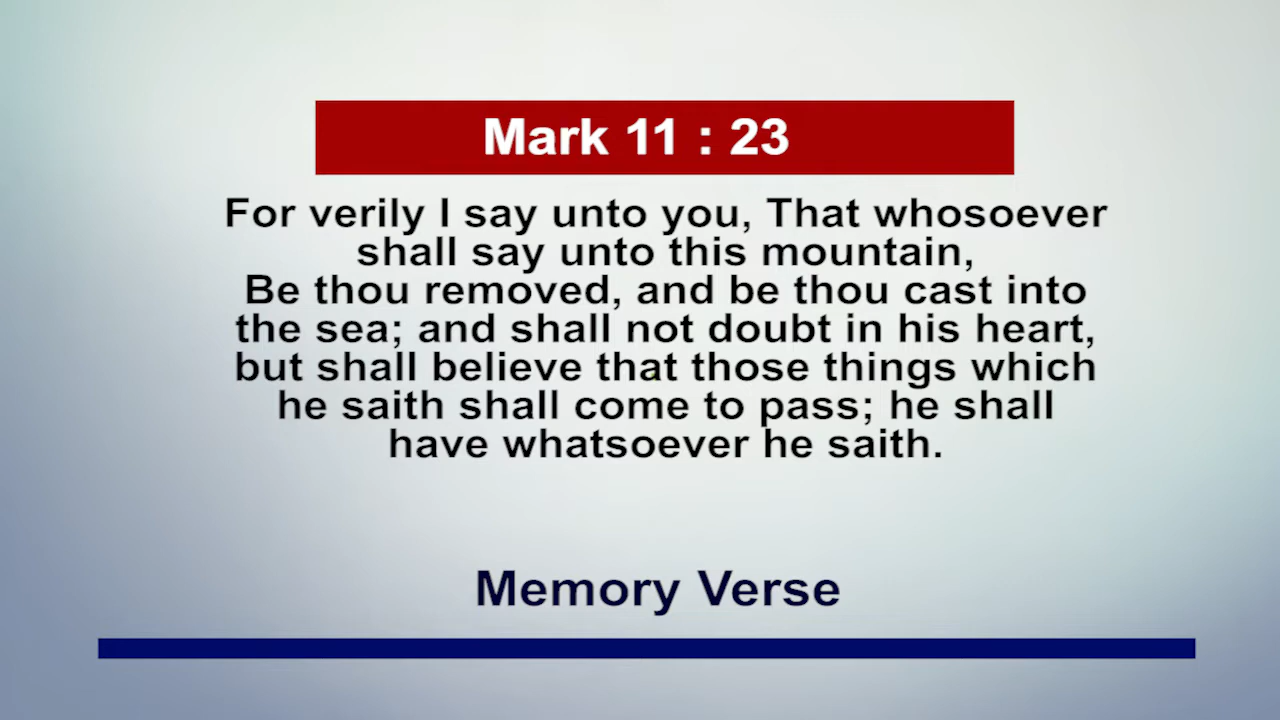 Mark 11 : 23
For verily I say unto you, That whosoever
shall say unto this mountain,
Be thou removed, and be thou cast into
the sea; and shall not doubt in his heart,
but shall believe that those things which
he saith shall come to pass; he shall
have whatsoever he saith.
Memory Verse